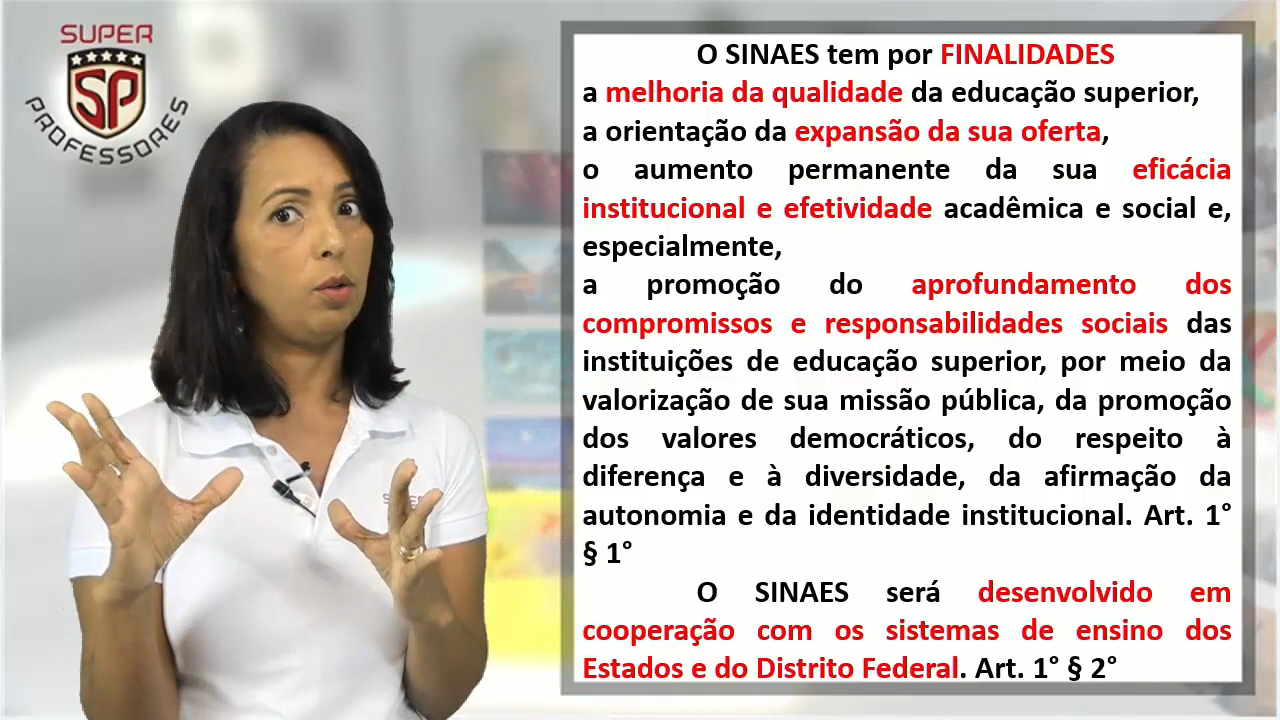 SUPER
SP
PROFESSORES
O SINAES tem por FINALIDADES
a melhoria da qualidade da educação superior,
a orientação da expansão da sua oferta,
o aumento permanente da sua eficácia
institucional e efetividade acadêmica e social e,
especialmente,
a promoção do aprofundamento dos
compromissos e responsabilidades sociais das
instituições de educação superior, por meio da
valorização de sua missão pública, da promoção
dos valores democráticos, do respeito à
diferença e à diversidade, da afirmação da
autonomia e da identidade institucional. Art. 1°
§ 1°
O SINAES será desenvolvido em
cooperação com os sistemas de ensino dos
Estados e do Distrito Federal. Art. 1° § 2°
SUPER